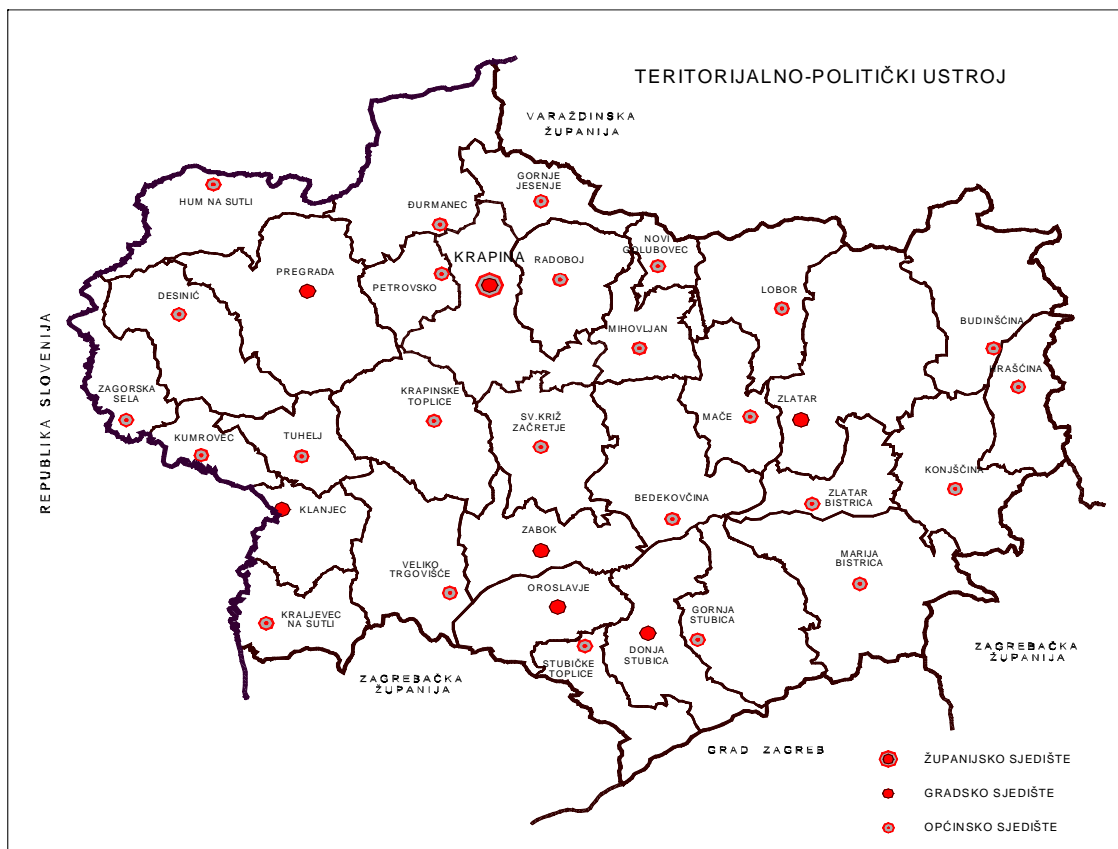 TERITORIJALNO-POLITIČKI USTROJ
VARAŽDINSKA
ŽUPANIJA
GORNJE
JESENJE
HUM NA SUTLI
ĐURMANEC
NOVI
GOLUBOVEC
KRAPINA
RADOBOJ
PREGRADA
PETROVSKO
DESINIĆ
LOBOR
BUDINŠĆINA
MIHOVLJAN
HRAŠĆINA
REPUBLIKA SLOVENIJA
ZAGORSKA
SELA
KRAPINSKE
TOPLICE
SV.KRIŽ
ZAČRETJE
MAČE
ZLATAR
KUMROVEC
TUHELJ
KONJŠĆINA
BEDEKOVČINA
ZLATAR
BISTRICA
KLANJEC
ZABOK
VELIKO
TRGOVIŠĆE
MARIJA
BISTRICA
OROSLAVJE
GORNJA
STUBICA
KRALJEVEC
NA SUTLI
DONJA
STUBICA
STUBIČKE
TOPLICE
ZAGREBAČKA
ŽUPANIJA
ZAGREBAČKA
ŽUPANIJA
GRAD ZAGREB
ŽUPANIJSKO SJEDIŠTE
GRADSKO SJEDIŠTE
OPĆINSKO SJEDIŠTE